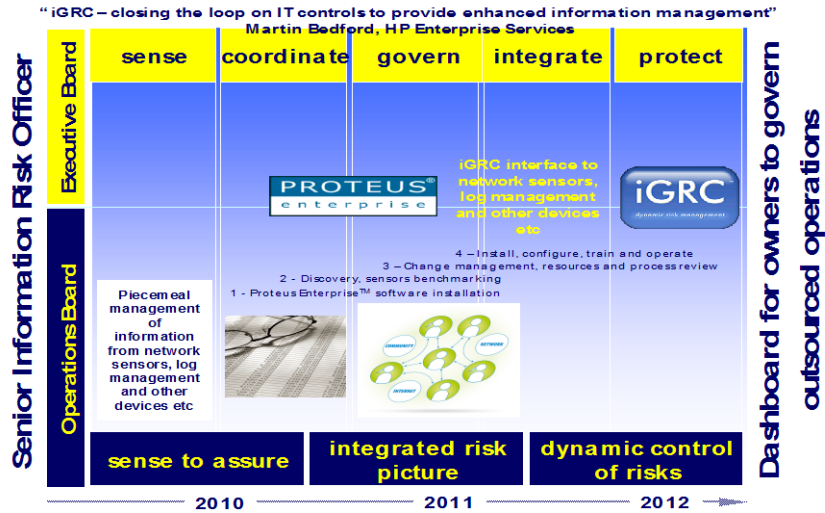 “iGRC – closing the loop on IT controls to provide enhanced information management”
Martin Bedford, HP Enterprise Services
sense
coordinate
govern
integrate
protect
Senior Information Risk Officer
Executive Board
Operations Board
PROTEUS®
enterprise
iGRC interface to
network sensors,
log management
and other devices
etc
iGRC
dynamic risk management
4 – Install, configure, train and operate
3 – Change management, resources and process review
2 - Discovery, sensors benchmarking
1 - Proteus Enterprise™ software installation
Piecemeal
management
of
information
from network
sensors, log
management
and other
devices etc
COMMUNITY
NETWORK
INTERNET
sense to assure
integrated risk
picture
dynamic control
of risks
2010
2011
2012
Dashboard for owners to govern
outsourced operations